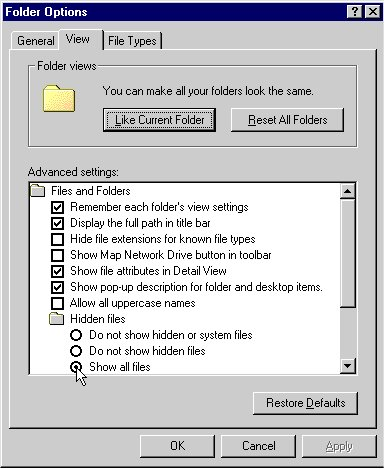 Folder Options
General View File Types
Folder views
You can make all your folders look the same.
Like Current Folder Reset All Folders
Advanced settings:
Files and Folders
Remember each folder's view settings
Display the full path in title bar
Hide file extensions for known file types
Show Map Network Drive button in toolbar
Show file attributes in Detail View
Show pop-up description for folder and desktop items.
Allow all uppercase names
Hidden files
Do not show hidden or system files
Do not show hidden files
Show all files
Restore Defaults
OK Cancel Apply